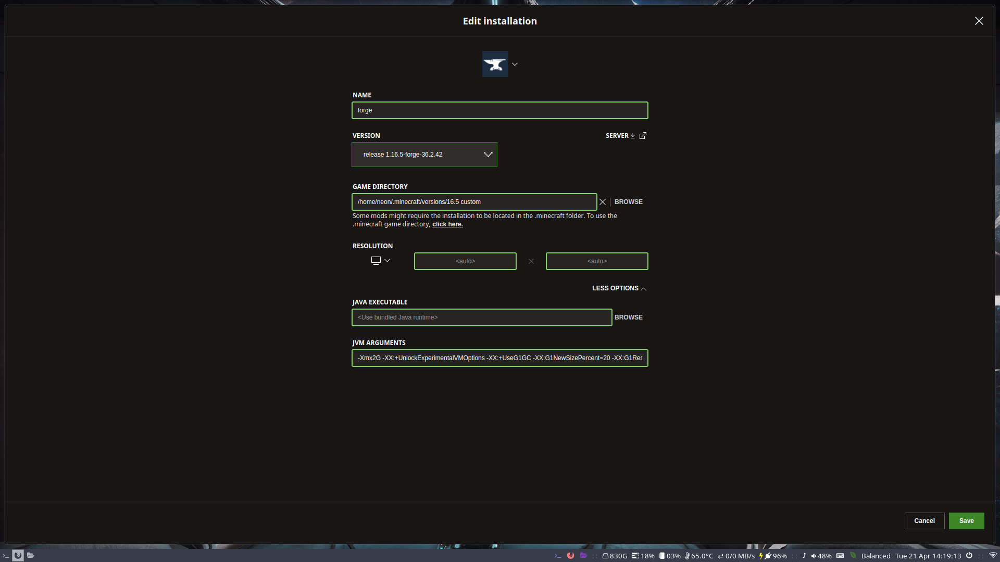 Edit installation
NAME
forge
VERSION
SERVER
release 1.16.5-forge-36.2.42
GAME DIRECTORY
/home/neon/.minecraft/versions/16.5 custom
BROWSE
Some mods might require the installation to be located in the .minecraft folder. To use the
.minecraft game directory, click here.
RESOLUTION
<auto>
<auto>
LESS OPTIONS
JAVA EXECUTABLE
<Use bundled Java runtime>
BROWSE
JVM ARGUMENTS
-Xmx2G -XX:+UnlockExperimentalVMOptions -XX:+UseG1GC -XX:G1NewSizePercent=20 -XX:G1Res
Cancel
Save
830G 18% 03% 65.0°C 0/0 MB/s 96% 48% Balanced Tue 21 Apr 14:19:13